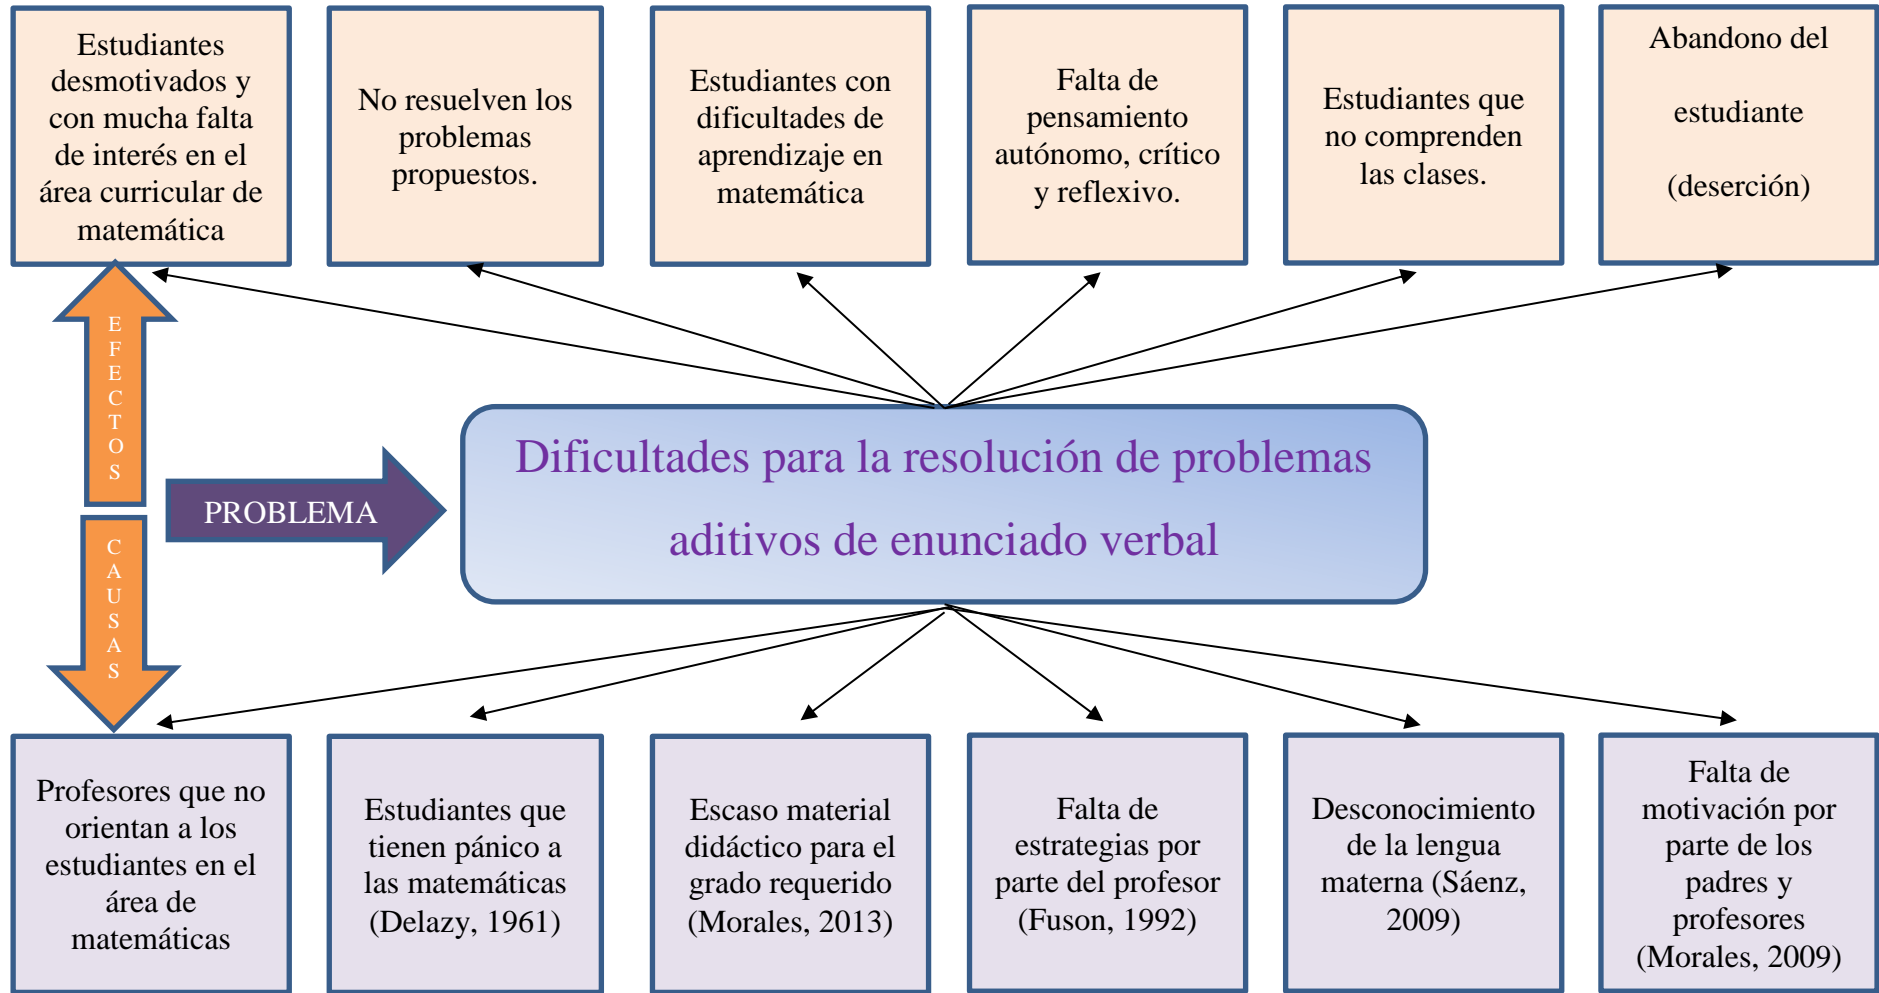 Estudiantes
desmotivados y
con mucha falta
de interés en el
área curricular de
matemática
No resuelven los
problemas
propuestos.
Estudiantes con
dificultades de
aprendizaje en
matemática
Falta de
pensamiento
autónomo, crítico
y reflexivo.
Estudiantes que
no comprenden
las clases.
Abandono del
estudiante
(deserción)
EFECTOS
PROBLEMA
Dificultades para la resolución de problemas
aditivos de enunciado verbal
CAUSAS
Profesores que no
orientan a los
estudiantes en el
área de
matemáticas
Estudiantes que
tienen pánico a
las matemáticas
(Delazy, 1961)
Escaso material
didáctico para el
grado requerido
(Morales, 2013)
Falta de
estrategias por
parte del profesor
(Fuson, 1992)
Desconocimiento
de la lengua
materna (Sáenz,
2009)
Falta de
motivación por
parte de los
padres y
profesores
(Morales, 2009)